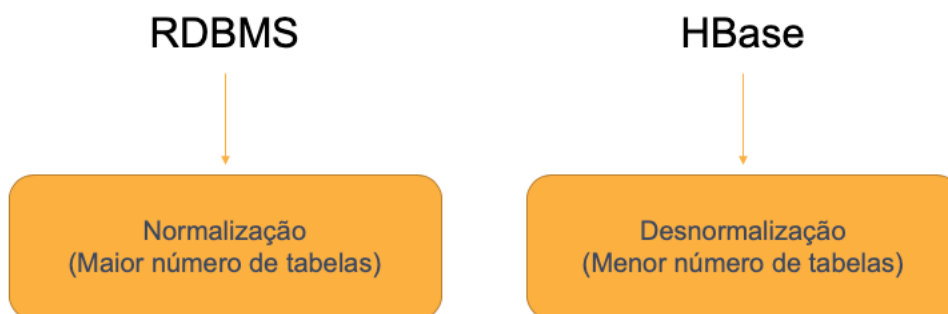 RDBMS
HBase
Normalização
(Maior número de tabelas)
Desnormalização
(Menor número de tabelas)